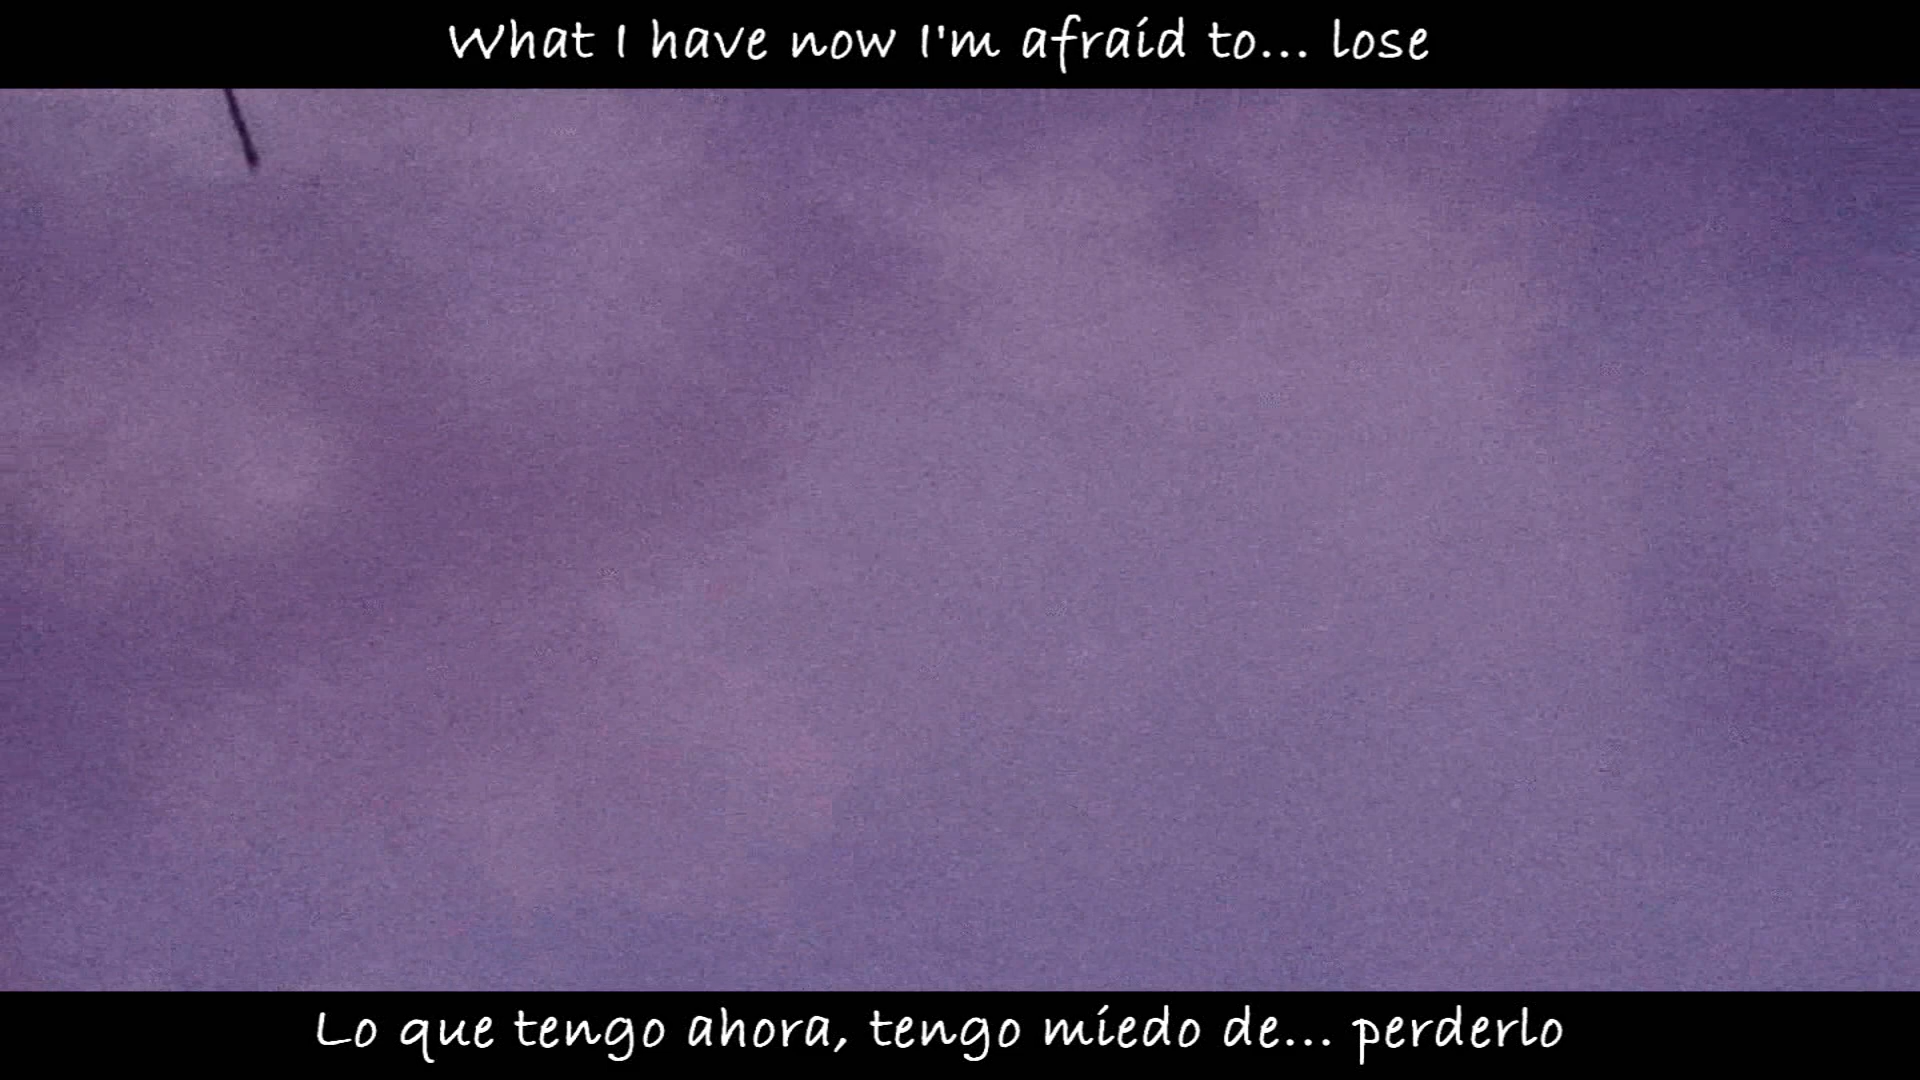 What I have now I'm afraid to... lose
Lo que tengo ahora, tengo miedo de... perderlo